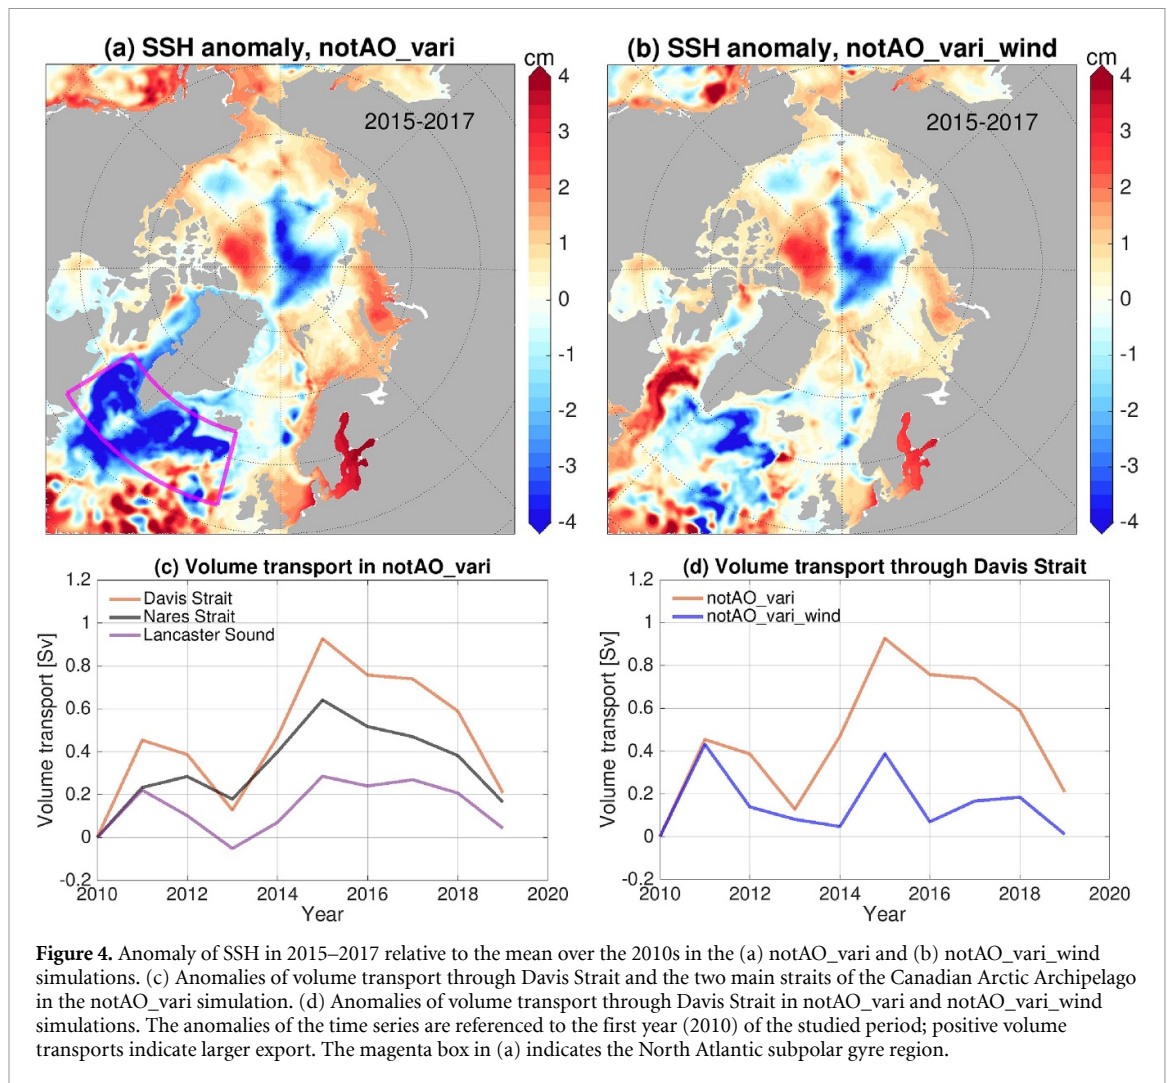 (a) SSH anomaly, notAO_vari
cm
2015-2017
4
3
2
1
0
-1
-2
-3
-4
(b) SSH anomaly, notAO_vari_wind
cm
2015-2017
4
3
2
1
0
-1
-2
-3
-4
(c) Volume transport in notAO_vari
Davis Strait
Nares Strait
Lancaster Sound
Volume transport [Sv]
1.2
1
0.8
0.6
0.4
0.2
0
-0.2
2010 2012 2014 2016 2018 2020
Year
(d) Volume transport through Davis Strait
notAO_vari
notAO_vari_wind
Volume transport [Sv]
1.2
1
0.8
0.6
0.4
0.2
0
-0.2
2010 2012 2014 2016 2018 2020
Year
Figure 4. Anomaly of SSH in 2015–2017 relative to the mean over the 2010s in the (a) notAO_vari and (b) notAO_vari_wind
simulations. (c) Anomalies of volume transport through Davis Strait and the two main straits of the Canadian Arctic Archipelago
in the notAO_vari simulation. (d) Anomalies of volume transport through Davis Strait in notAO_vari and notAO_vari_wind
simulations. The anomalies of the time series are referenced to the first year (2010) of the studied period; positive volume
transports indicate larger export. The magenta box in (a) indicates the North Atlantic subpolar gyre region.